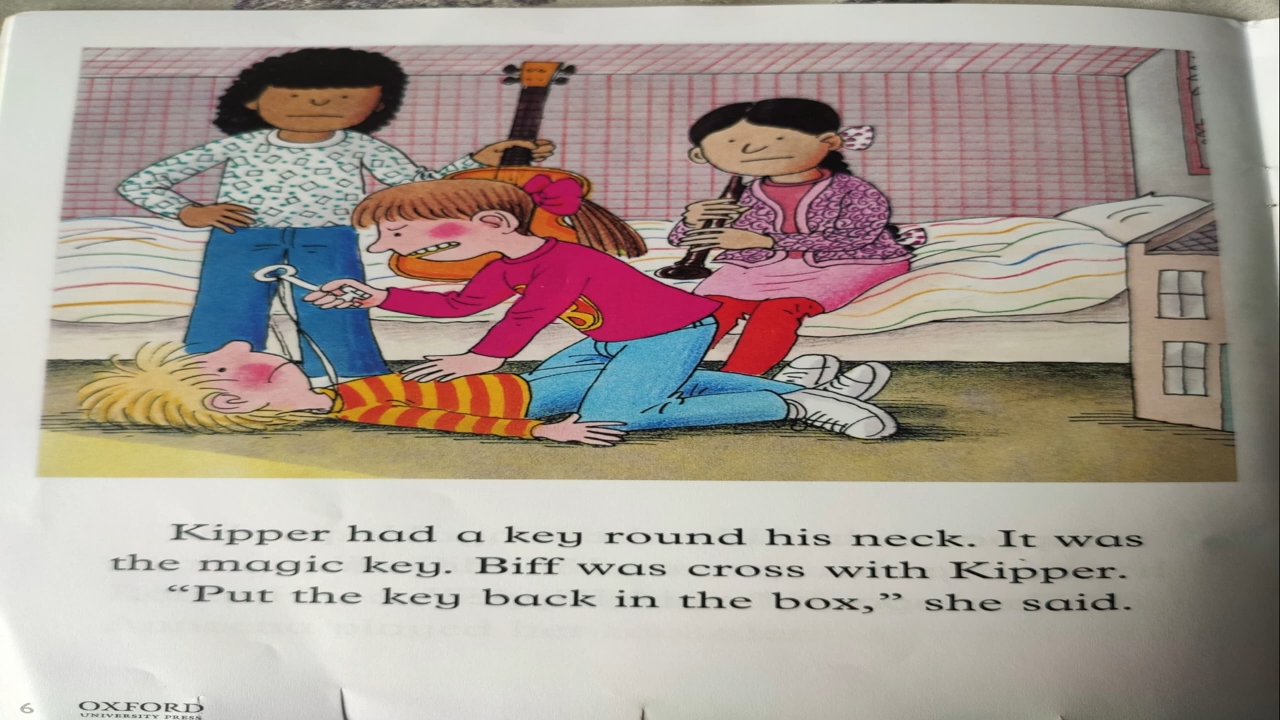 Kipper had a key round his neck. It was
the magic key. Biff was cross with Kipper.
“Put the key back in the box,” she said.
6
OXFORD
UNIVERSITY PRESS